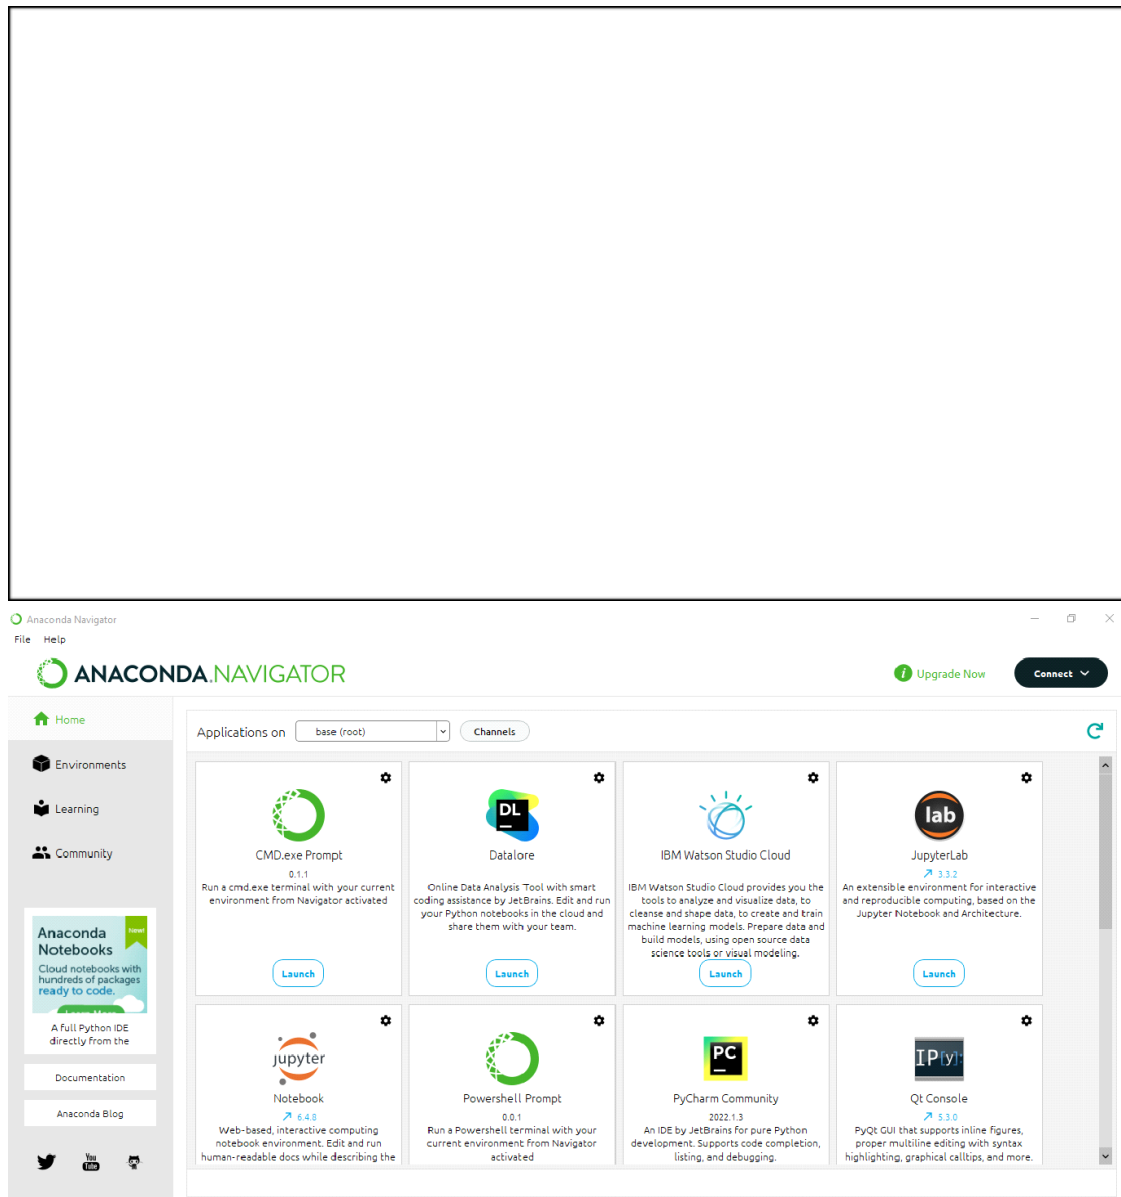 Anaconda Navigator
File Help
ANACONDA.NAVIGATOR
i Upgrade Now
Connect
Home
Environments
Learning
Community
Anaconda Notebooks
New!
Cloud notebooks with
hundreds of packages
ready to code.
Learn More
A full Python IDE
directly from the
Documentation
Anaconda Blog
You
Tube
Applications on base (root) Channels
CMD.exe Prompt
0.1.1
Run a cmd.exe terminal with your current
environment from Navigator activated
Launch
DL
Datalore
Online Data Analysis Tool with smart
coding assistance by JetBrains. Edit and run
your Python notebooks in the cloud and
share them with your team.
Launch
IBM Watson Studio Cloud
IBM Watson Studio Cloud provides you the
tools to analyze and visualize data, to
cleanse and shape data, to create and train
machine learning models. Prepare data and
build models, using open source data
science tools or visual modeling.
Launch
lab
JupyterLab
3.3.2
An extensible environment for interactive
and reproducible computing, based on the
Jupyter Notebook and Architecture.
Launch
jupyter
Notebook
6.4.8
Web-based, interactive computing
notebook environment. Edit and run
human-readable docs while describing the
Powershell Prompt
0.0.1
Run a Powershell terminal with your
current environment from Navigator
activated
PC
PyCharm Community
2022.1.3
An IDE by JetBrains for pure Python
development. Supports code completion,
listing, and debugging.
IP[y]:
Qt Console
5.3.0
PyQt GUI that supports inline figures,
proper multiline editing with syntax
highlighting, graphical calltips, and more.